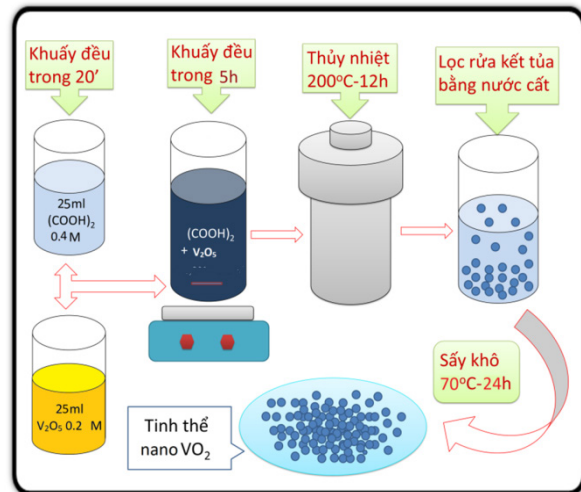 Khuấy đều
trong 20'
Khuấy đều
trong 5h
Thủy nhiệt
200°C-12h
Lọc rửa kết tủa
bằng nước cất
25ml
(COOH)₂
0.4 M
(COOH)₂
+ V₂O₅
25ml
V₂O₅ 0.2 M
Sấy khô
70°C-24h
Tinh thể
nano VO₂